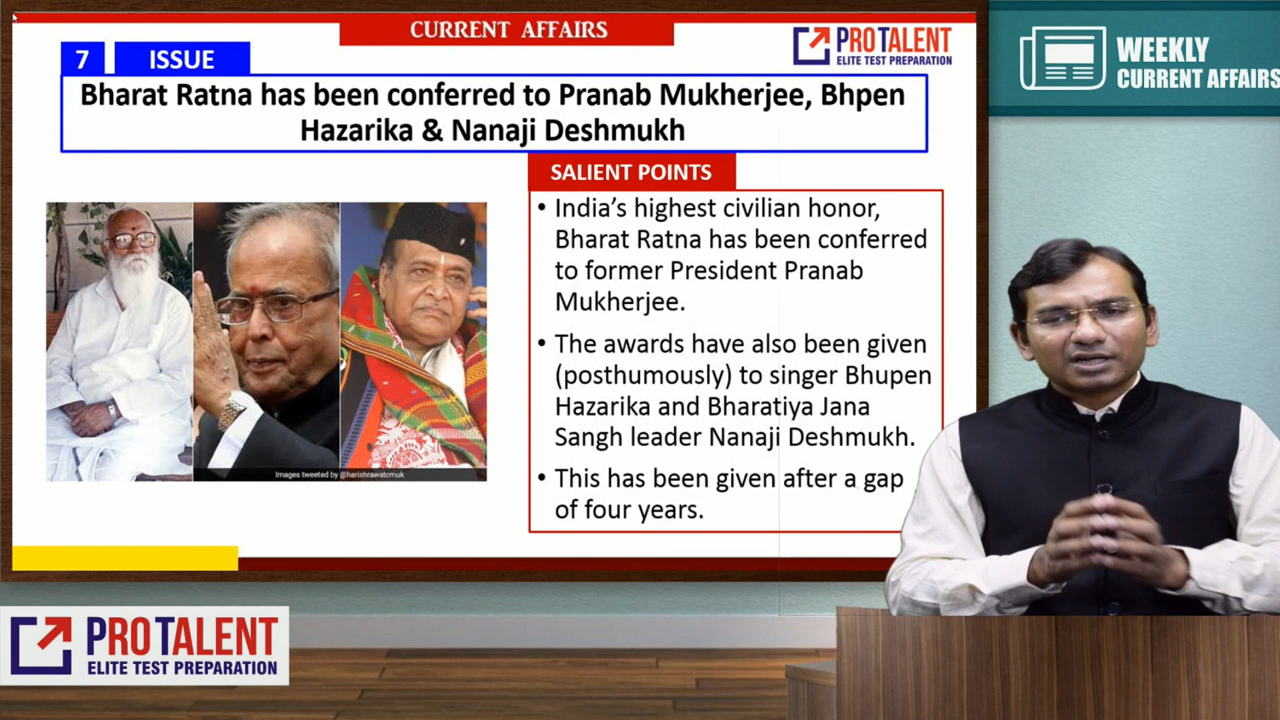 CURRENT AFFAIRS
PROTALENT
ELITE TEST PREPARATION
7
ISSUE
Bharat Ratna has been conferred to Pranab Mukherjee, Bhpen
Hazarika & Nanaji Deshmukh
SALIENT POINTS
• India's highest civilian honor,
Bharat Ratna has been conferred
to former President Pranab
Mukherjee.
• The awards have also been given
(posthumously) to singer Bhupen
Hazarika and Bharatiya Jana
Sangh leader Nanaji Deshmukh.
• This has been given after a gap
of four years.
Images tweeted by @harishrawatcmuk
WEEKLY
CURRENT AFFAIRS
PROTALENT
ELITE TEST PREPARATION